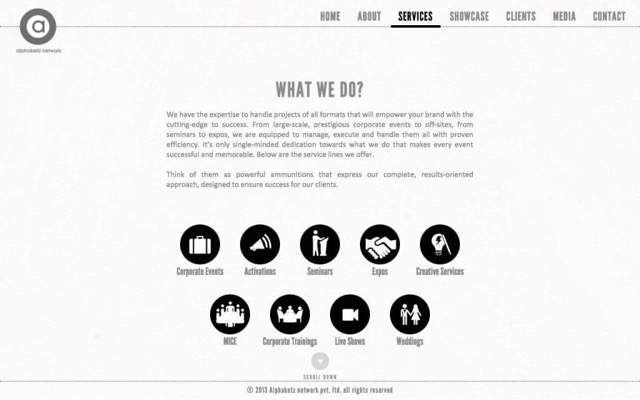 HOME ABOUT SERVICES SHOWCASE CLIENTS MEDIA CONTACT
a
alphabetz network
WHAT WE DO?
We have the expertise to handle projects of all formats that will empower your brand with the
cutting-edge to success. From large-scale, prestigious corporate events to off-sites, from
seminars to expos, we are equipped to manage, execute and handle them all with proven
efficiency. It's only single-minded dedication towards what we do that makes every event
successful and memorable. Below are the service lines we offer.
Think of them as powerful ammunitions that express our complete, results-oriented
approach, designed to ensure success for our clients.
Corporate Events Activations Seminars Expos Creative Services
MICE Corporate Trainings Live Shows Weddings
SCROLL DOWN
© 2013 Alphabetz network pvt. ltd. all rights reserved